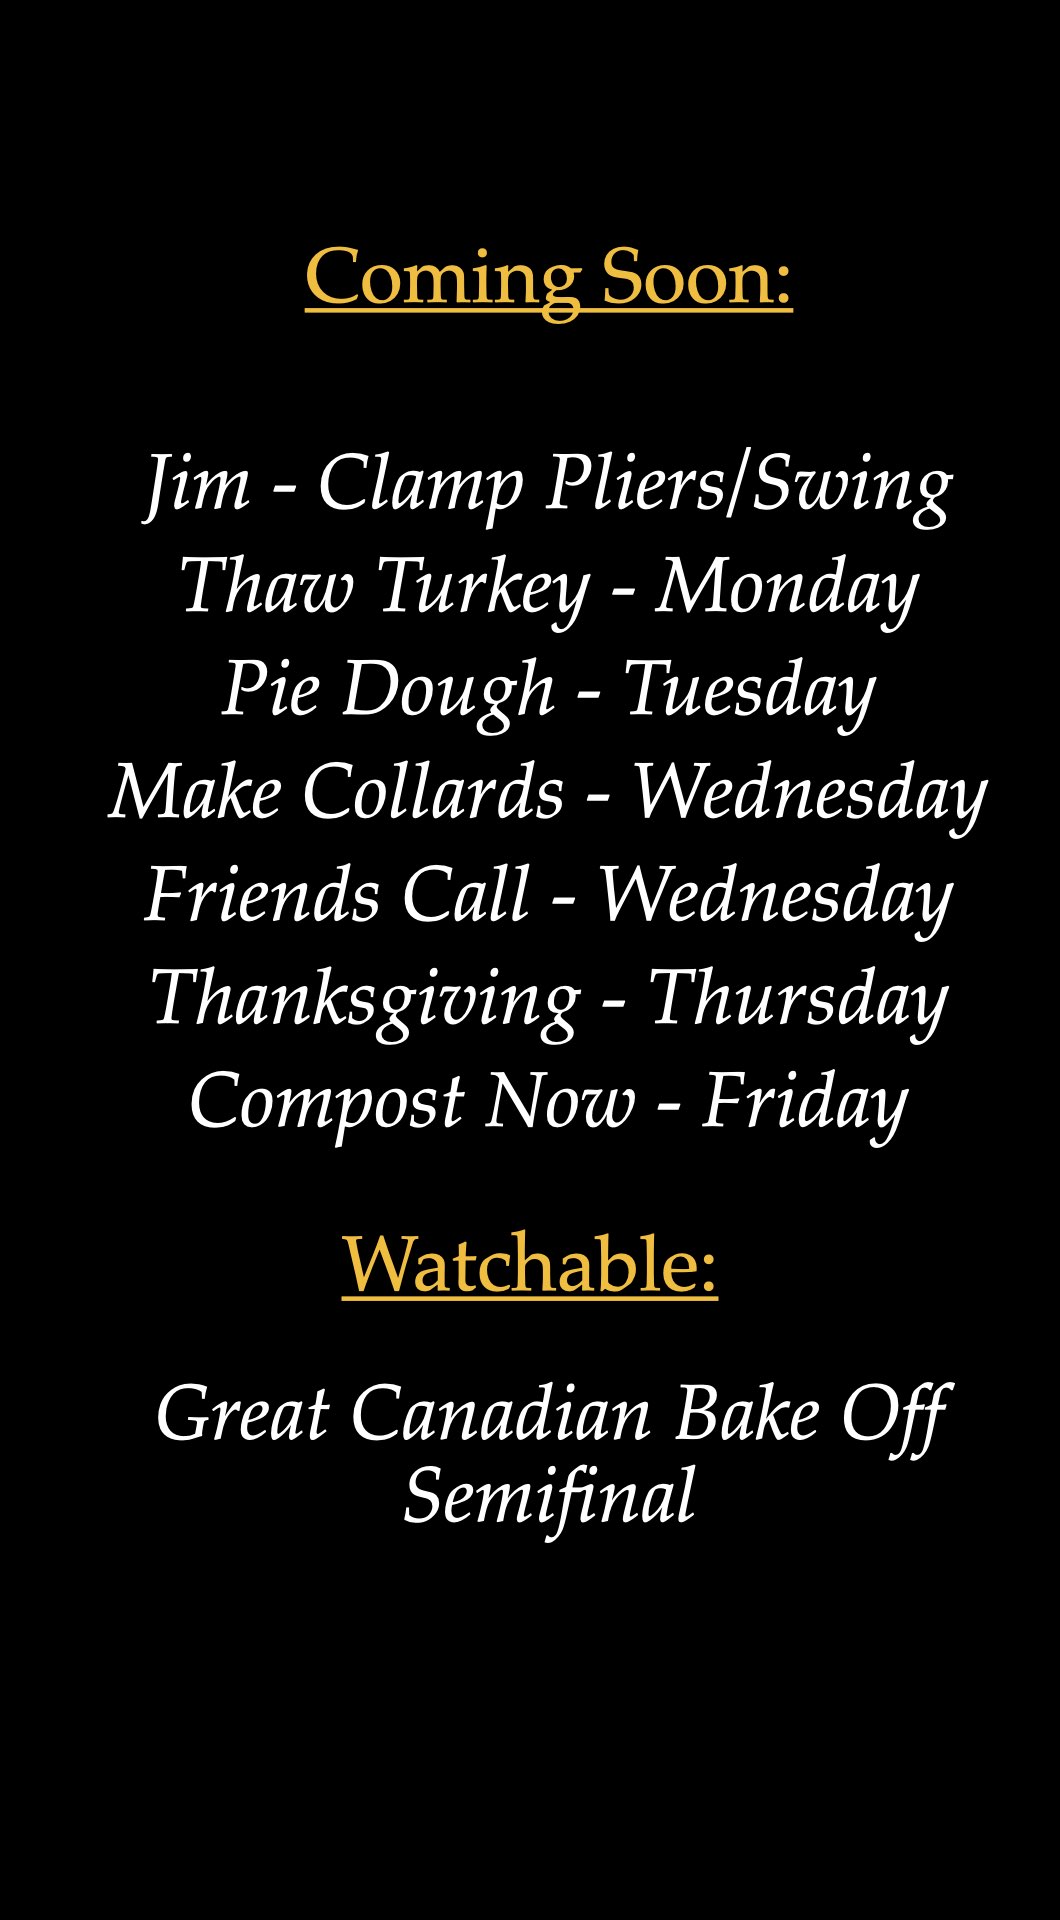 Coming Soon:
Jim - Clamp Pliers/Swing
Thaw Turkey - Monday
Pie Dough - Tuesday
Make Collards - Wednesday
Friends Call - Wednesday
Thanksgiving - Thursday
Compost Now - Friday
Watchable:
Great Canadian Bake Off
Semifinal